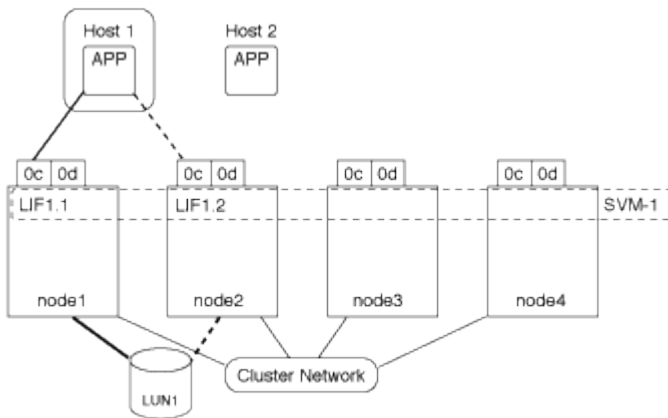 Host 1
Host 2
APP
APP
0c 0d
0c 0d
0c 0d
0c 0d
LIF1.1
LIF1.2
SVM-1
node1
node2
node3
node4
Cluster Network
LUN1